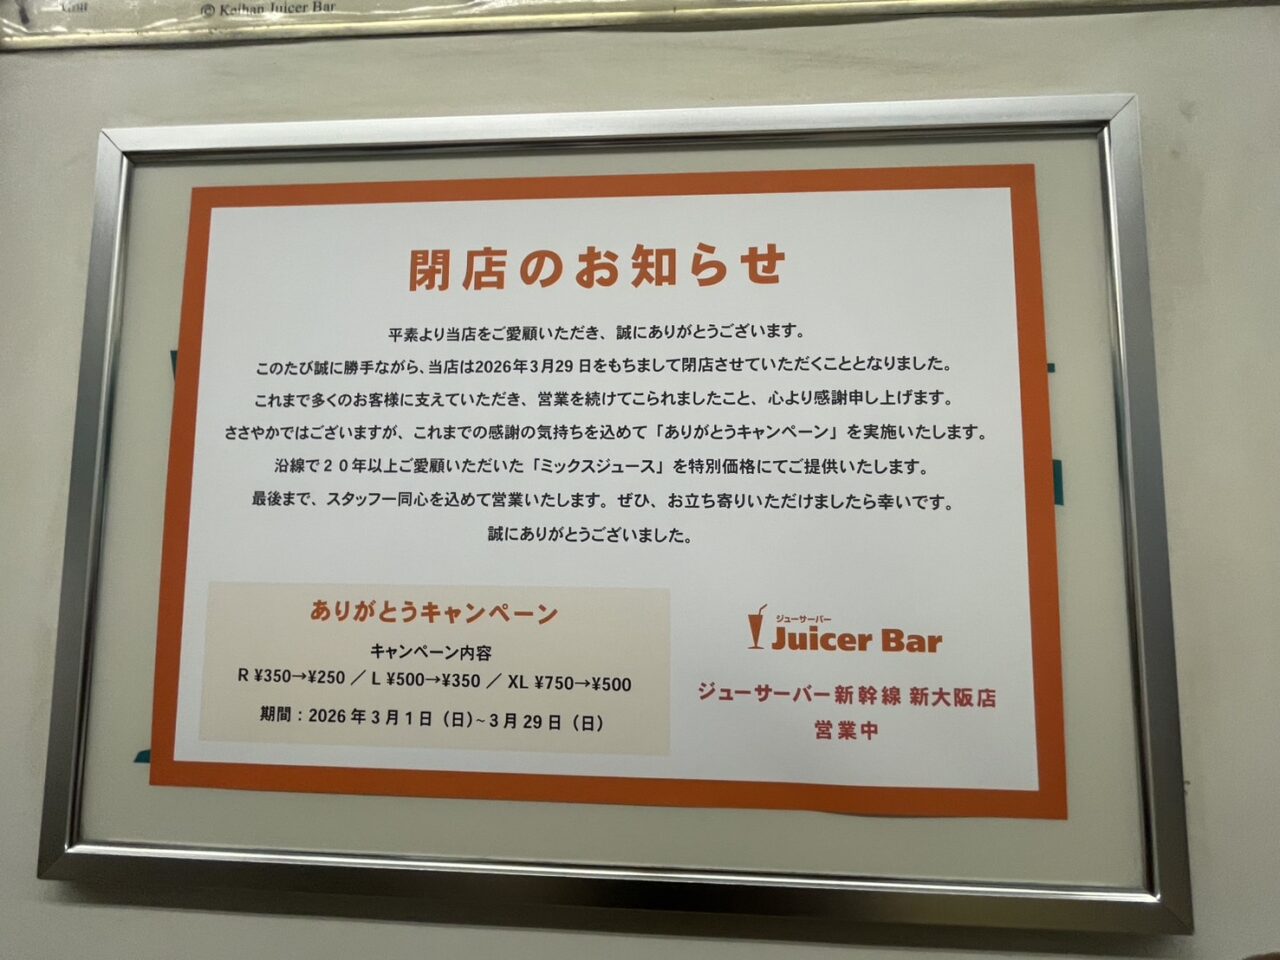 © Keihan Juicer Bar
閉店のお知らせ
平素より当店をご愛顧いただき、誠にありがとうございます。
このたび誠に勝手ながら、当店は2026年3月29日をもちまして閉店させていただくこととなりました。
これまで多くのお客様に支えていただき、営業を続けてこられましたこと、心より感謝申し上げます。
ささやかではございますが、これまでの感謝の気持ちを込めて「ありがとうキャンペーン」を実施いたします。
沿線で20年以上ご愛顧いただいた「ミックスジュース」を特別価格にてご提供いたします。
最後まで、スタッフ一同心を込めて営業いたします。ぜひ、お立ち寄りいただけましたら幸いです。
誠にありがとうございました。
ありがとうキャンペーン
キャンペーン内容
R ¥350→¥250 / L ¥500→¥350 / XL ¥750→¥500
期間:2026年3月1日(日)~3月29日(日)
ジューサーバー
Juicer Bar
ジューサーバー新幹線 新大阪店
営業中